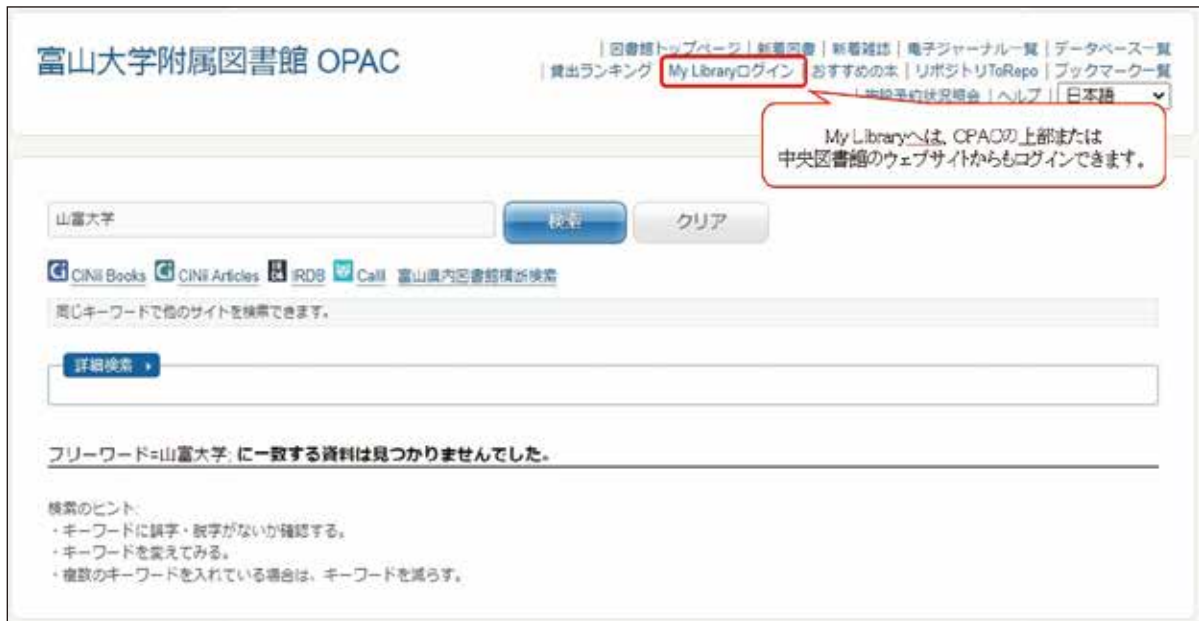 富山大学附属図書館 OPAC
| 図書館トップページ | 新着図書 | 新着雑誌 | 電子ジャーナル一覧 | データベース一覧
| 貸出ランキング | My Libraryログイン | おすすめの本 | リポジトリToRepo | ブックマーク一覧
| 施設予約状況照会 | ヘルプ | 日本語
My Libraryへは、OPACの上部または
中央図書館のウェブサイトからもログインできます。
山富大学 検索 クリア
CiNii Books CiNii Articles IRDB Calil 富山県内図書館横断検索
同じキーワードで他のサイトを検索できます。
詳細検索
フリーワード=山富大学; に一致する資料は見つかりませんでした。
検索のヒント:
・キーワードに誤字・脱字がないか確認する。
・キーワードを変えてみる。
・複数のキーワードを入れている場合は、キーワードを減らす。